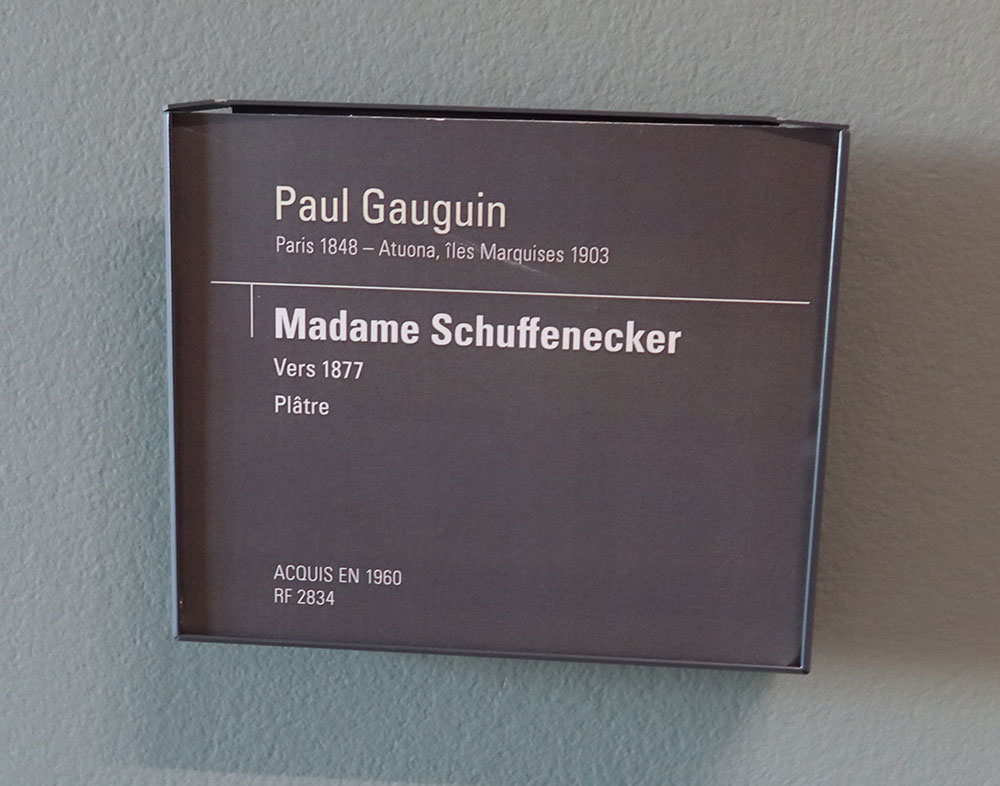 Paul Gauguin
Paris 1848 – Atuona, îles Marquises 1903
Madame Schuffenecker
Vers 1877
Plâtre
ACQUIS EN 1960
RF 2834